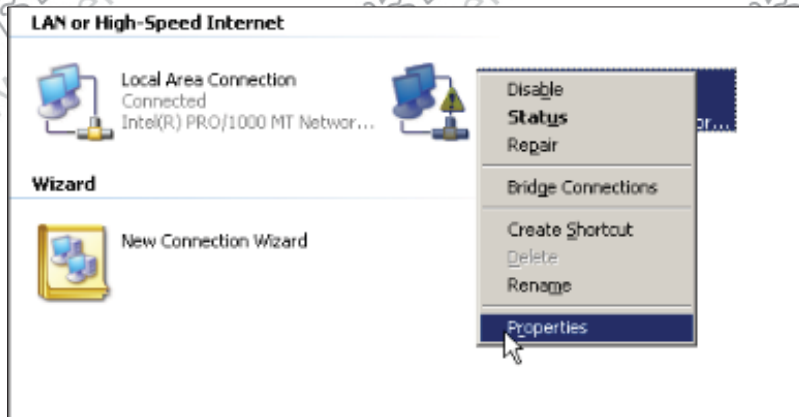 LAN or High-Speed Internet
Local Area Connection
Connected
Intel(R) PRO/1000 MT Networ...
Disable
Status
Repair
Bridge Connections
Create Shortcut
Delete
Rename
Properties
Wizard
New Connection Wizard